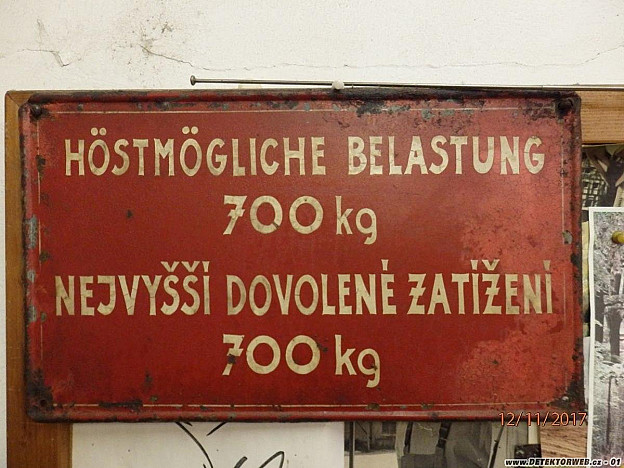 HÖSTMÖGLICHE BELASTUNG
700 kg
NEJVYŠŠÍ DOVOLENÉ ZATÍŽENÍ
700 kg
12/11/2017
WWW.DETEKTORWEB.cz - 01